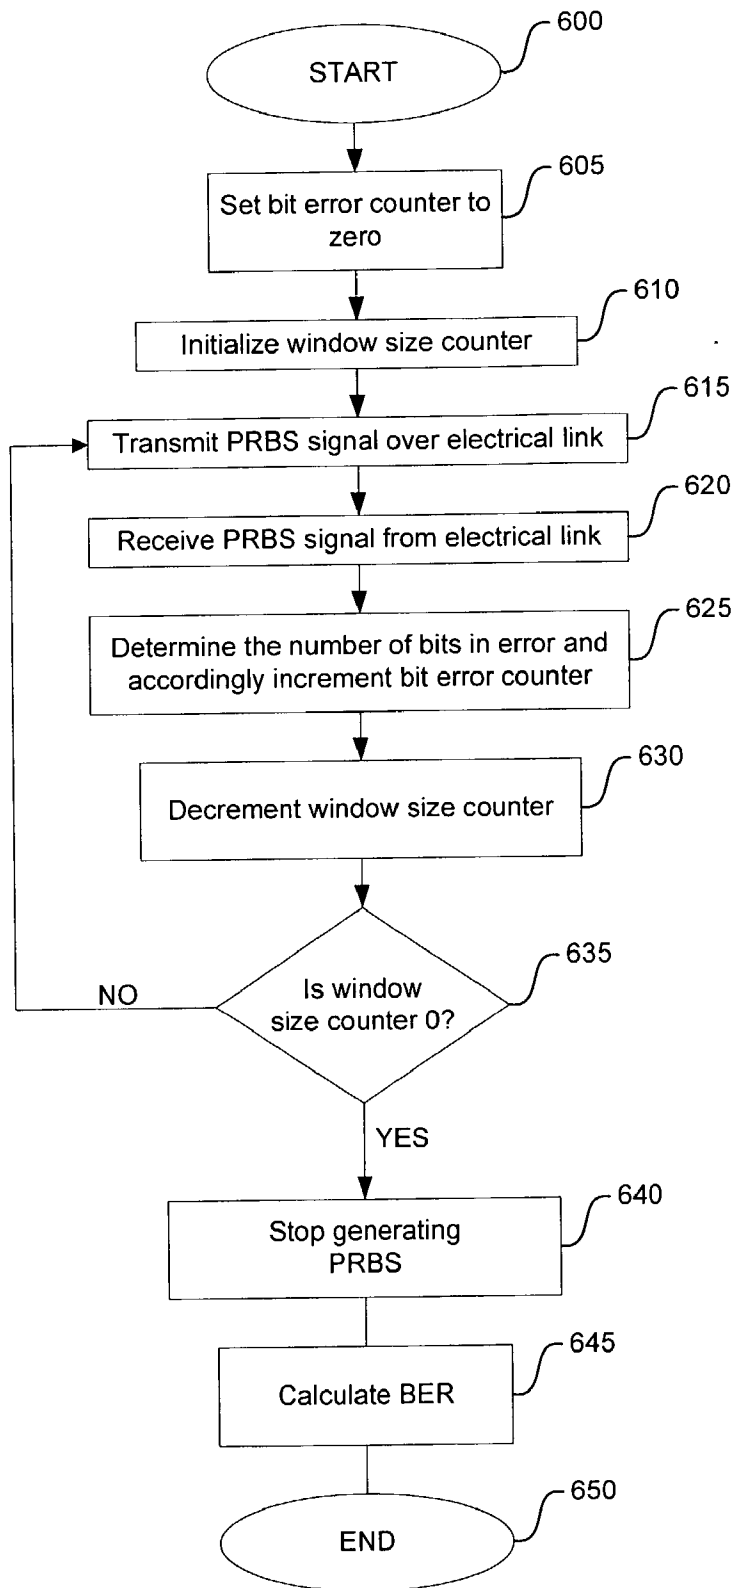 600
START
605
Set bit error counter to
zero
610
Initialize window size counter
615
Transmit PRBS signal over electrical link
620
Receive PRBS signal from electrical link
625
Determine the number of bits in error and
accordingly increment bit error counter
630
Decrement window size counter
635
Is window
size counter 0?
NO
YES
640
Stop generating
PRBS
645
Calculate BER
650
END